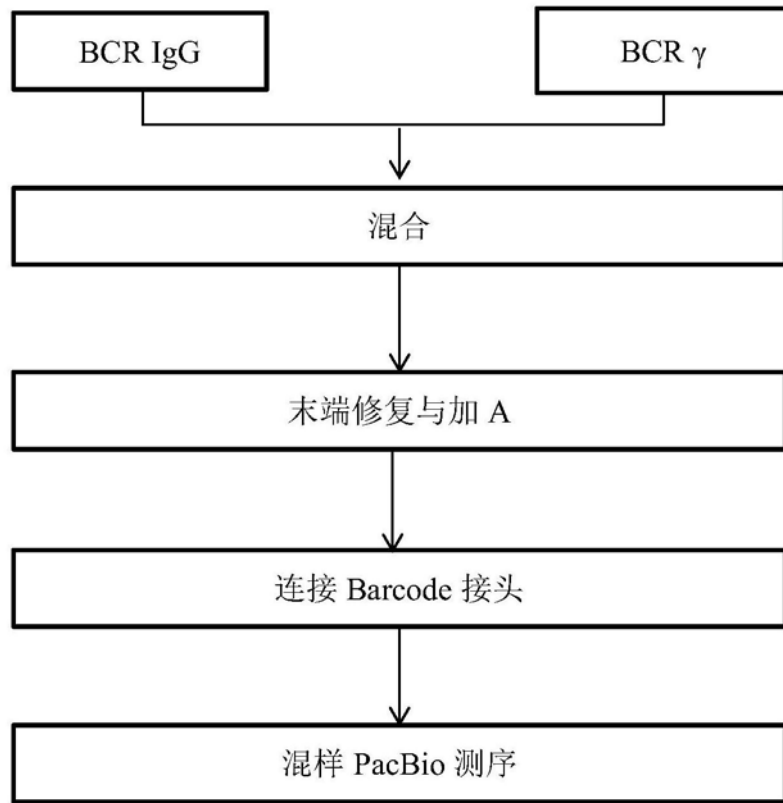 BCR IgG
BCR γ
混合
末端修复与加 A
连接 Barcode 接头
混样 PacBio 测序